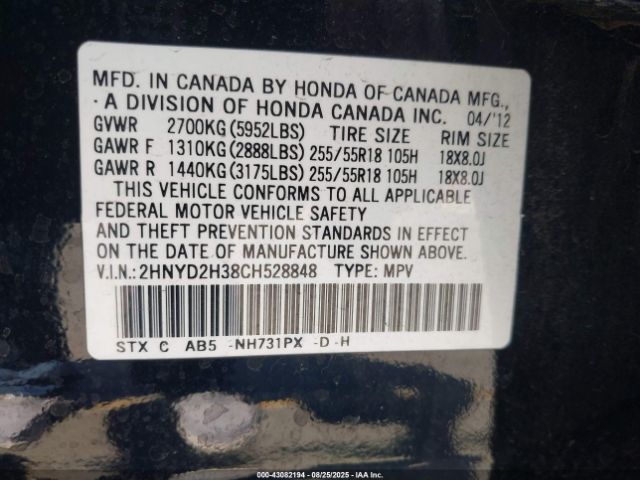 MFD. IN CANADA BY HONDA OF CANADA MFG.,
· A DIVISION OF HONDA CANADA INC. 04/'12
GVWR 2700KG (5952LBS) TIRE SIZE RIM SIZE
GAWR F 1310KG (2888LBS) 255/55R18 105H 18X8.0J
GAWR R 1440KG (3175LBS) 255/55R18 105H 18X8.0J
THIS VEHICLE CONFORMS TO ALL APPLICABLE
FEDERAL MOTOR VEHICLE SAFETY
AND THEFT PREVENTION STANDARDS IN EFFECT
ON THE DATE OF MANUFACTURE SHOWN ABOVE.
V.I.N.:2HNYD2H38CH528848 TYPE: MPV
STX C AB5 -NH731PX -D -H
000-43082194 - 08/25/2025 - IAAI.COM